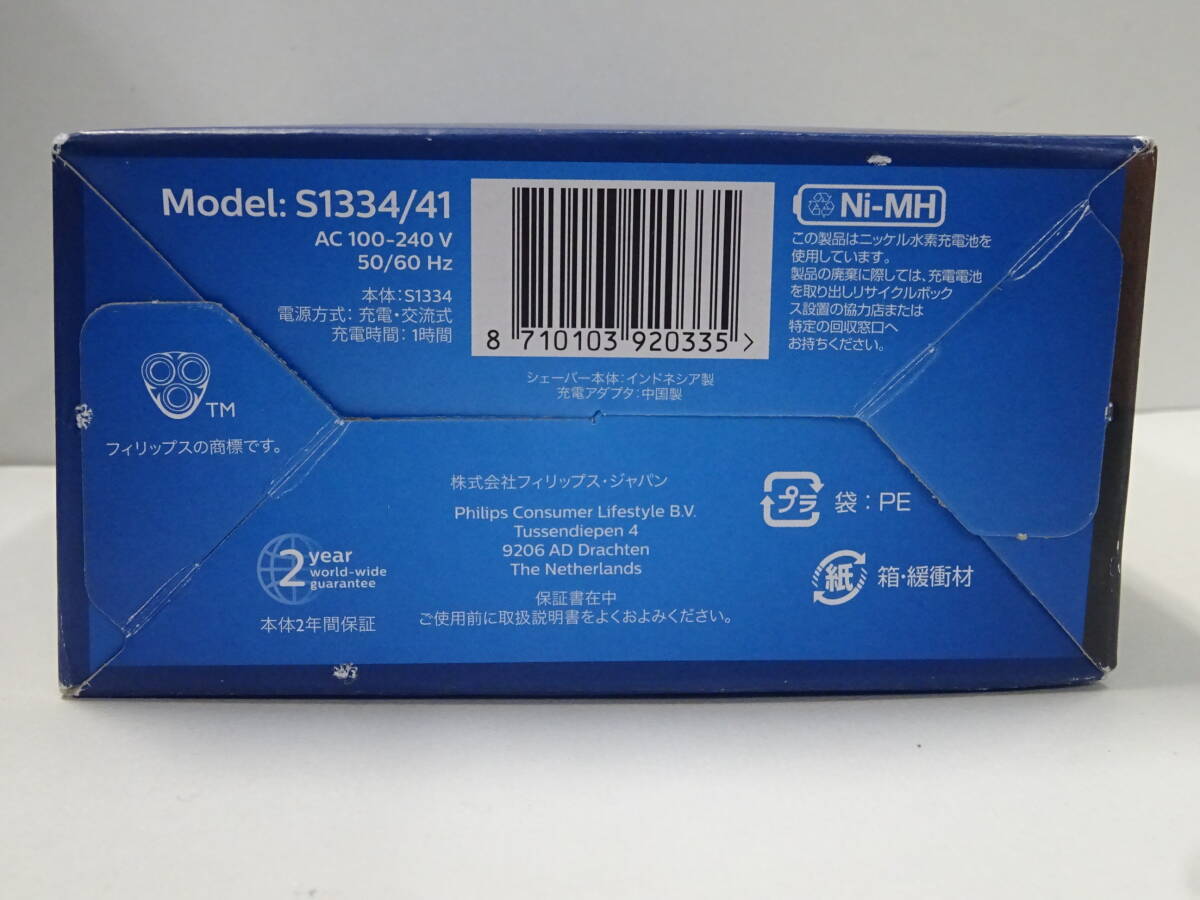 Model: S1334/41
AC 100-240 V
50/60 Hz
本体:S1334
電源方式: 充電・交流式
充電時間: 1時間
8 710103 920335 >
シェーバー本体:インドネシア製
充電アダプタ:中国製
Ni-MH
この製品はニッケル水素充電池を
使用しています。
製品の廃棄に際しては、充電電池
を取り出しリサイクルボック
ス設置の協力店または
特定の回収窓口へ
お持ちください。
TM
フィリップスの商標です。
2 year
world-wide
guarantee
本体2年間保証
株式会社フィリップス・ジャパン
Philips Consumer Lifestyle B.V.
Tussendiepen 4
9206 AD Drachten
The Netherlands
保証書在中
ご使用前に取扱説明書をよくおよみください。
プラ 袋:PE
紙 箱・緩衝材